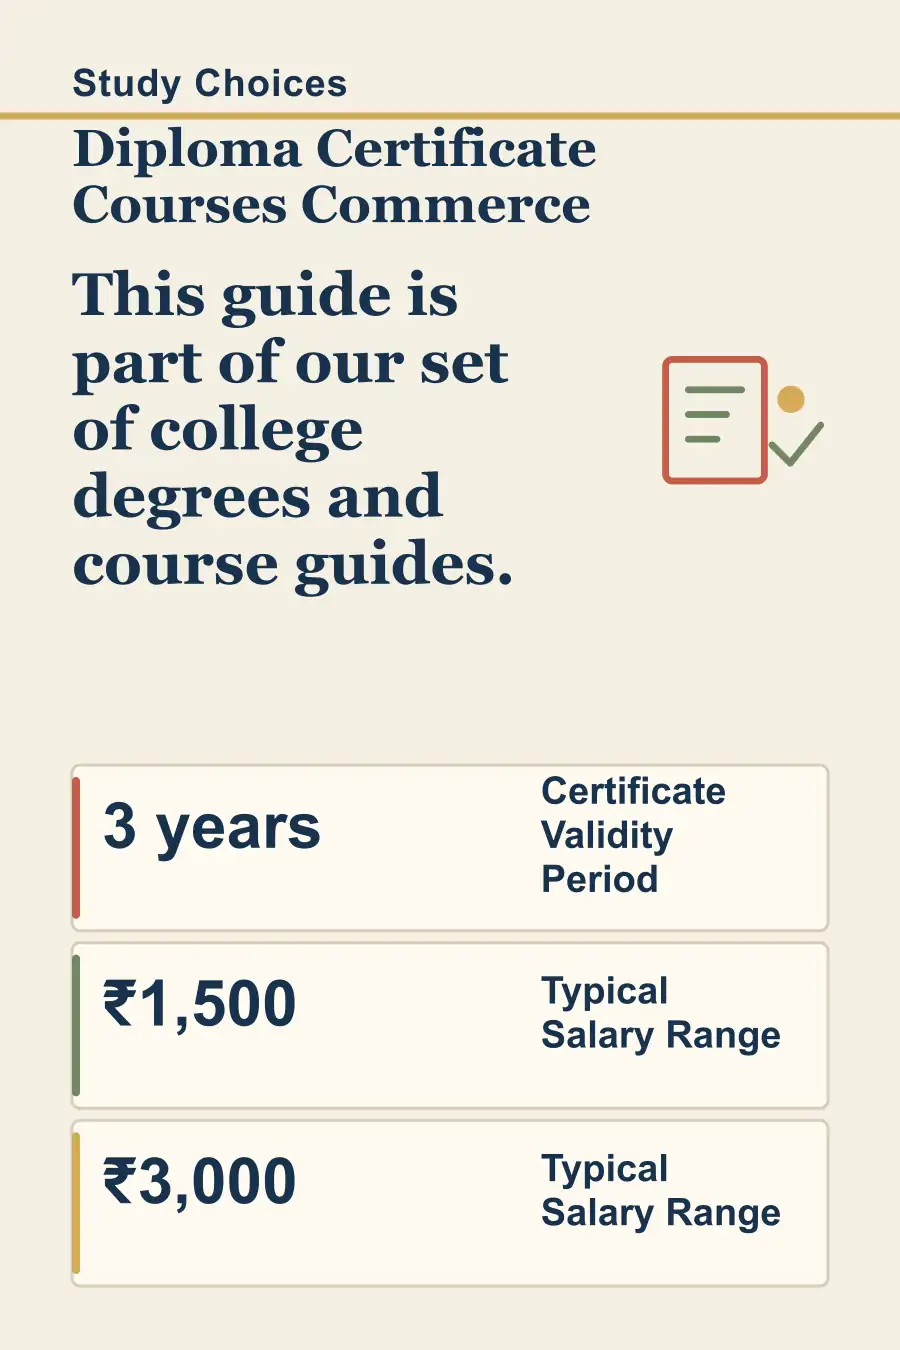 Study Choices
Diploma Certificate
Courses Commerce
This guide is
part of our set
of college
degrees and
course guides.
3 years
Certificate
Validity
Period
₹1,500
Typical
Salary Range
₹3,000
Typical
Salary Range